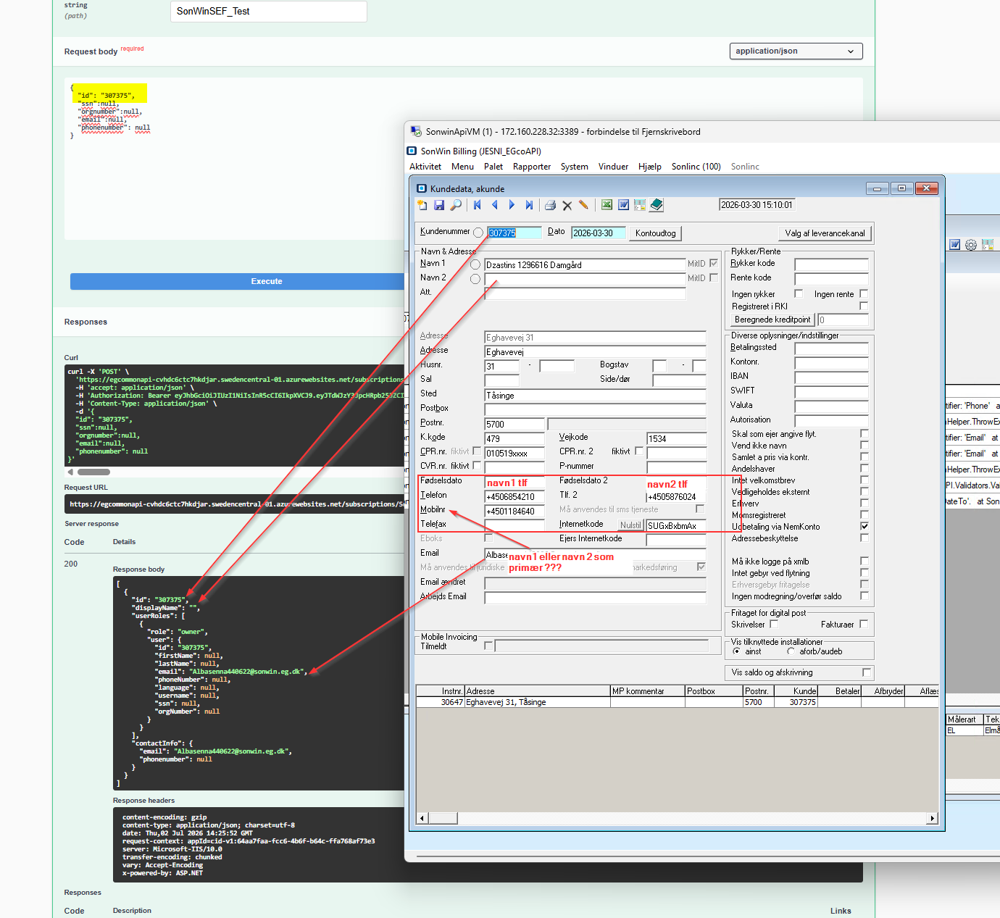 string
(path)
SonWinSEF_Test
Request body required
application/json
{
"id": "307375",
"ssn":null,
"orgnumber":null,
"email":null,
"phonenumber": null
}
Execute
Responses
Curl
curl -X 'POST' \
'https://egcommonapi-cvhdc6ctc7hkdjar.swedencentral-01.azurewebsites.net/subscriptions
-H 'accept: application/json' \
-H 'Content-Type: application/json' \
-d '{
"id": "307375",
"ssn":null,
"orgnumber":null,
"email":null,
"phonenumber": null
}'
Request URL
https://egcommonapi-cvhdc6ctc7hkdjar.swedencentral-01.azurewebsites.net/subscriptions/S
Server response
Code Details
200
Response body
[
{
"id": "307375",
"displayName": "",
"userRoles": [
{
"role": "owner",
"user": {
"id": "307375",
"firstName": null,
"lastName": null,
"email": "Albasenna440622@sonwin.eg.dk",
"phoneNumber": null,
"language": null,
"username": null,
"ssn": null,
"orgNumber": null
}
}
],
"contactInfo": {
"email": "Albasenna440622@sonwin.eg.dk",
"phonenumber": null
}
}
]
Response headers
content-encoding: gzip
content-type: application/json; charset=utf-8
date: Thu,02 Jul 2026 14:25:52 GMT
request-context: appId=cid-v1:64aa7faa-fcc6-4b6f-b64c-ffa768af73e3
server: Microsoft-IIS/10.0
transfer-encoding: chunked
vary: Accept-Encoding
x-powered-by: ASP.NET
Responses
Code Description Links
SonwinApiVM (1) - 172.160.228.32:3389 - forbindelse til Fjernskrivebord
SonWin Billing (JESNI_EGcoAPI)
Aktivitet Menu Palet Rapporter System Vinduer Hjælp Sonlinc (100) Sonlinc
Kundedata, akunde
2026-03-30 15:10:01
Kundenummer 307375 Dato 2026-03-30 Kontoudtog Valg af leverancekanal
Navn & Adresse
Navn 1 Dzastins 1296616 Damgård MitID
Navn 2 MitID
Att.
Adresse Eghavevej 31
Adresse Eghavevej
Husnr. 31 - Bogstav -
Sal Side/dør
Sted Tåsinge
Postbox
Postnr. 5700
K.kode 479 Vejkode 1534
CPR.nr. fiktivt 010519xxxx CPR.nr. 2 fiktivt
CVR.nr. fiktivt P-nummer
Fødselsdato navn1 tlf Fødselsdato 2 navn2 tlf
Telefon +4506854210 Tlf. 2 +4505876024
Mobilnr +4501184640 Må anvendes til sms tjeneste
Telefax Internetkode Nulstil SUGxBxbmAx
Eboks Ejers Internetkode
Email Albase
navn1 eller navn 2 som
primær ???
Må anvendes til juridiske arkedsføring
Email ændret
Arbejds Email
Mobile Invoicing
Tilmeldt
Rykker/Rente
Rykker kode
Rente kode
Ingen rykker Ingen rente
Registreret i RKI
Beregnede kreditpoint 0
Diverse oplysninger/indstillinger
Betalingssted
Kontonr.
IBAN
SWIFT
Valuta
Autorisation
Skal som ejer angive flyt.
Vend ikke navn
Samlet a pris via kontr.
Andelshaver
Intet velkomstbrev
Vedligeholdes eksternt
Erhverv
Momsregistreret
Udbetaling via NemKonto
Adressebeskyttelse
Må ikke logge på xmlb
Intet gebyr ved flytning
Erhversgebyr fritagelse
Ingen modregning/overfør saldo
Fritaget for digital post
Skrivelser Fakturaer
Vis tilknyttede installationer
ainst aforb/audeb
Vis saldo og afskrivning
Instnr. Adresse MP kommentar Postbox Postnr. Kunde Betaler Afbryder Aflæs
30647 Eghavevej 31, Tåsinge 5700 307375
tifier: 'Phone' a
nHelper.ThrowEx
tifier: 'Email' at
tifier: 'Email' a
nHelper.ThrowEx
PI.Validators.Vali
DateTo'. at Son
Målerart Tek
EL Elmå